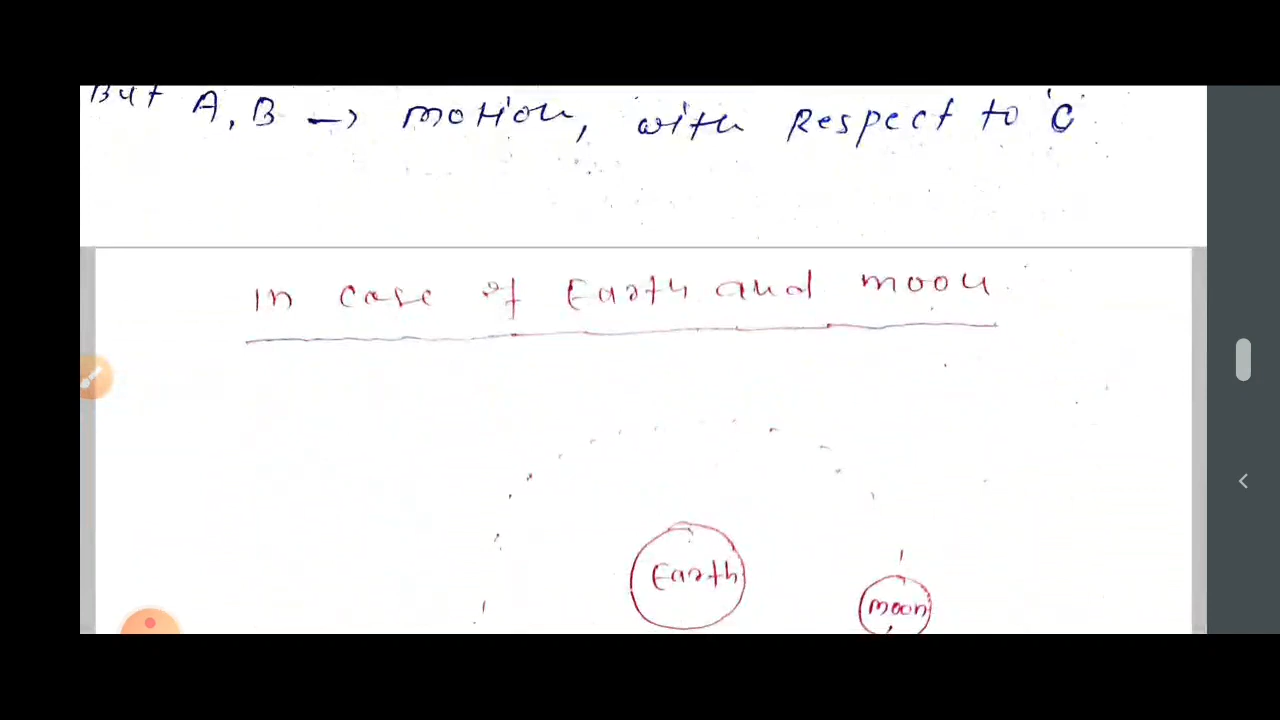 But A, B → motion, with Respect to 'C'
In case of Earth and moon.
Earth
moon